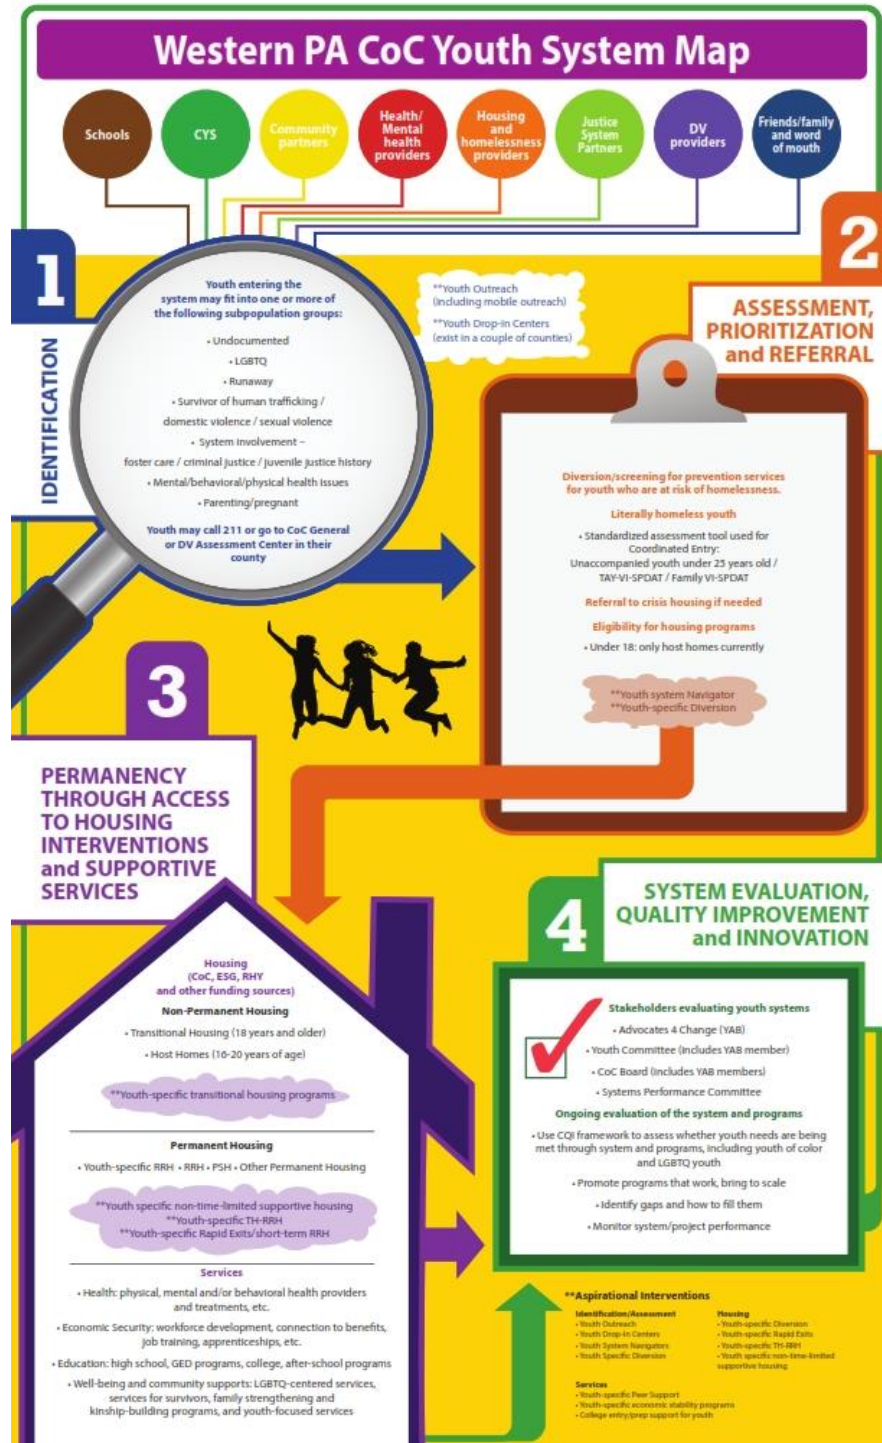 Western PA CoC Youth System Map
Schools
CYS
Community
partners
Health/
Mental
health
providers
Housing
and
homelessness
providers
Justice
System
Partners
DV
providers
Friends/family
and word
of mouth
1
IDENTIFICATION
Youth entering the
system may fit into one or more of
the following subpopulation groups:
• Undocumented
• LGBTQ
• Runaway
• Survivor of human trafficking /
domestic violence / sexual violence
• System involvement –
foster care / criminal justice / juvenile justice history
• Mental/behavioral/physical health issues
• Parenting/pregnant
Youth may call 211 or go to CoC General
or DV Assessment Center in their
county
**Youth Outreach
(including mobile outreach)
**Youth Drop-in Centers
(exist in a couple of counties)
2
ASSESSMENT,
PRIORITIZATION
and REFERRAL
Diversion/screening for prevention services
for youth who are at risk of homelessness.
Literally homeless youth
• Standardized assessment tool used for
Coordinated Entry:
Unaccompanied youth under 25 years old /
TAY-VI-SPDAT / Family VI-SPDAT
Referral to crisis housing if needed
Eligibility for housing programs
• Under 18: only host homes currently
**Youth system Navigator
**Youth-specific Diversion
3
PERMANENCY
THROUGH ACCESS
TO HOUSING
INTERVENTIONS
and SUPPORTIVE
SERVICES
Housing
(CoC, ESG, RHY
and other funding sources)
Non-Permanent Housing
• Transitional Housing (18 years and older)
• Host Homes (16-20 years of age)
**Youth-specific transitional housing programs
Permanent Housing
• Youth-specific RRH • RRH • PSH • Other Permanent Housing
**Youth specific non-time-limited supportive housing
**Youth-specific TH-RRH
**Youth-specific Rapid Exits/short-term RRH
Services
• Health: physical, mental and/or behavioral health providers
and treatments, etc.
• Economic Security: workforce development, connection to benefits,
job training, apprenticeships, etc.
• Education: high school, GED programs, college, after-school programs
• Well-being and community supports: LGBTQ-centered services,
services for survivors, family strengthening and
kinship-building programs, and youth-focused services
4
SYSTEM EVALUATION,
QUALITY IMPROVEMENT
and INNOVATION
Stakeholders evaluating youth systems
• Advocates 4 Change (YAB)
• Youth Committee (includes YAB member)
• CoC Board (includes YAB members)
• Systems Performance Committee
Ongoing evaluation of the system and programs
• Use CQI framework to assess whether youth needs are being
met through system and programs, including youth of color
and LGBTQ youth
• Promote programs that work, bring to scale
• Identify gaps and how to fill them
• Monitor system/project performance
**Aspirational Interventions
Identification/Assessment
• Youth Outreach
• Youth Drop-In Centers
• Youth System Navigators
• Youth Specific Diversion
Housing
• Youth-specific Diversion
• Youth-specific Rapid Exits
• Youth-specific TH-RRH
• Youth specific non-time-limited
supportive housing
Services
• Youth-specific Peer Support
• Youth-specific economic stability programs
• College entry/prep support for youth